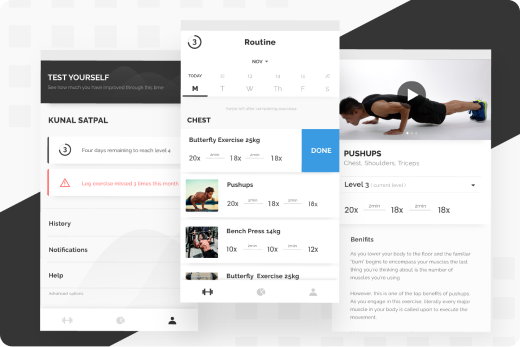 TEST YOURSELF
See now much you have improved through this time
KUNAL SATPAL
3
Four days remaining to reach level 4
Leg exercise missed 3 times this month
History
Notifications
Help
Advanced options
3
Routine
NOV
TODAY
M T W T F S
Swipe left after completing exercises
CHEST
Butterfly Exercise 25kg
20x 2min 18x 2min 18x
DONE
Pushups
20x 2min 18x 2min 18x
Bench Press 14kg
10x 2min 10x 2min 12x
Butterfly Exercise 25kg
PUSHUPS
Chest, Shoulders, Triceps
Level 3 ( current level )
20x 2min 18x 2min 18x
Benifits
As you lower your body to the floor and the familiar
"burn" begins to encompass your muscles the last
thing you're thinking about, is the number of
muscles you're using.
However, this is one of the top benefits of pushups.
As you engage in this exercise, literally every major
muscle in your body is called upon to execute the
movement.